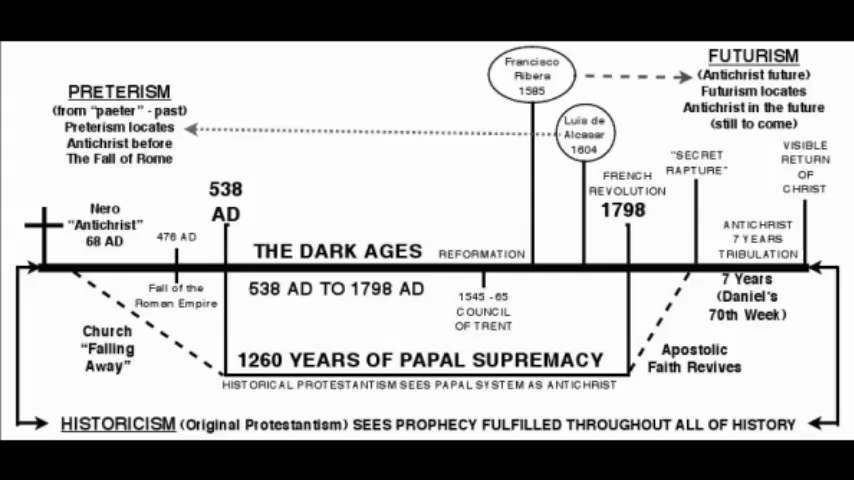 Francisco
Ribera
1585
FUTURISM
(Antichrist future)
Futurism locates
Antichrist in the future
(still to come)
PRETERISM
(from "paeter" - past)
Preterism locates
Antichrist before
The Fall of Rome
Luis de
Alcasar
1604
"SECRET
RAPTURE"
VISIBLE
RETURN
OF
CHRIST
FRENCH
REVOLUTION
1798
538
AD
Nero
"Antichrist"
68 AD
476 AD
THE DARK AGES
REFORMATION
ANTICHRIST
7 YEARS
TRIBULATION
Fall of the
Roman Empire
538 AD TO 1798 AD
1545 -65
COUNCIL
OF TRENT
7 Years
(Daniel's
70th Week)
Church
"Falling
Away"
1260 YEARS OF PAPAL SUPREMACY
HISTORICAL PROTESTANTISM SEES PAPAL SYSTEM AS ANTICHRIST
Apostolic
Faith Revives
HISTORICISM (Original Protestantism) SEES PROPHECY FULFILLED THROUGHOUT ALL OF HISTORY